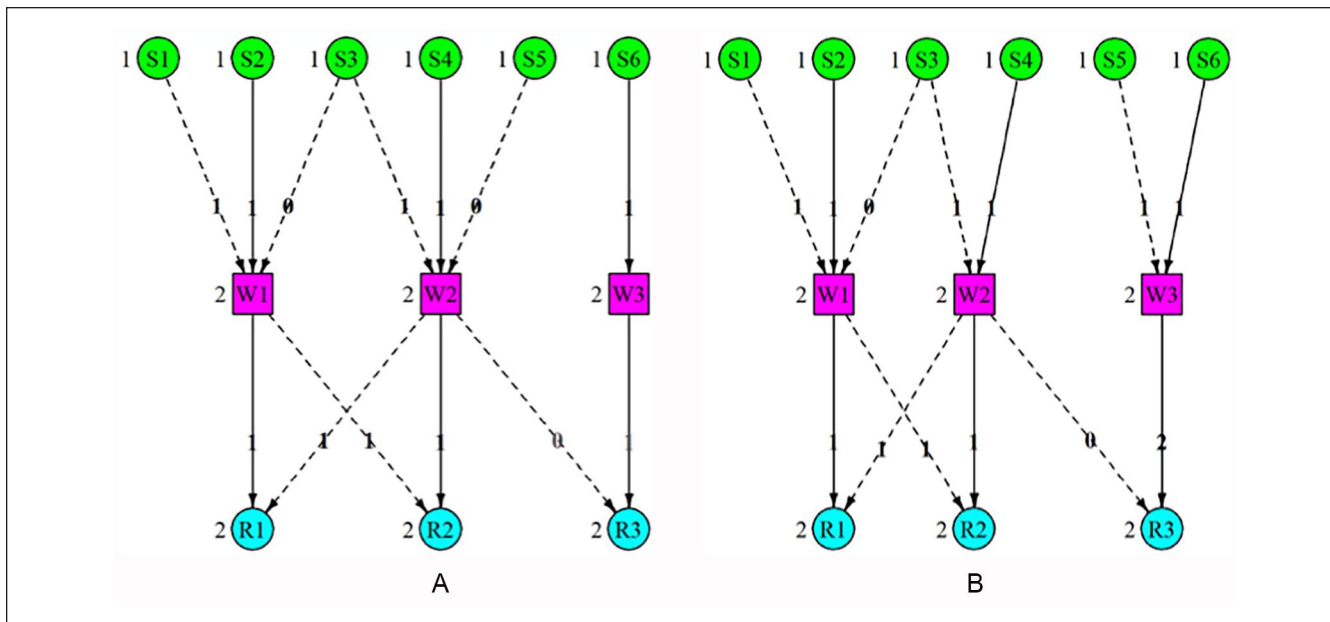 1 S1 1 S2 1 S3 1 S4 1 S5 1 S6 1 S1 1 S2 1 S3 1 S4 1 S5 1 S6
1 1 0 1 1 0 1 1 1 0 1 1 1 1
2 W1 2 W2 2 W3 2 W1 2 W2 2 W3
1 1 1 1 0 1 1 1 1 1 0 2
2 R1 2 R2 2 R3 2 R1 2 R2 2 R3
A B